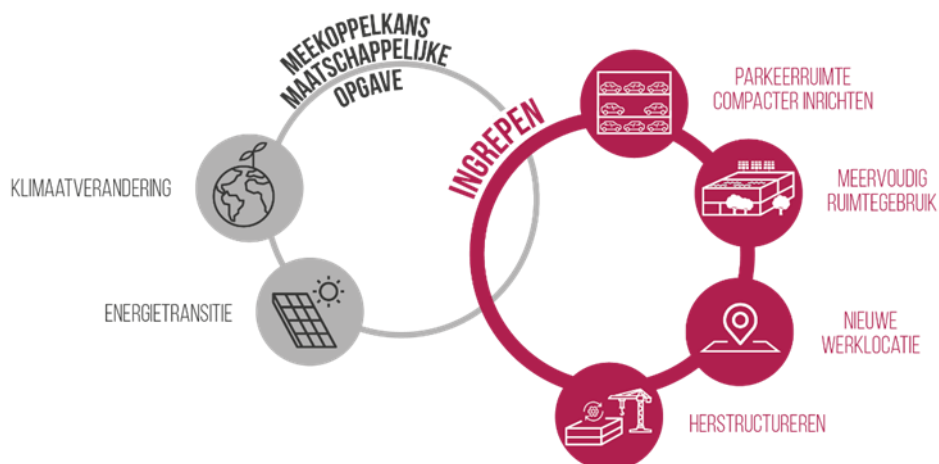 MEEKOPPELKANS
MAATSCHAPPELIJKE
OPGAVE
KLIMAATVERANDERING
ENERGIETRANSITIE
INGREPEN
PARKEERRUIMTE
COMPACTER INRICHTEN
MEERVOUDIG
RUIMTEGEBRUIK
NIEUWE
WERKLOCATIE
HERSTRUCTUREREN